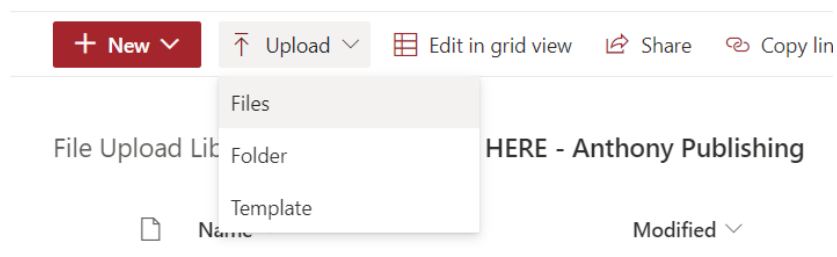 + New Upload Edit in grid view Share Copy lin
Files
File Upload Lib HERE - Anthony Publishing
Folder
Template
Name Modified